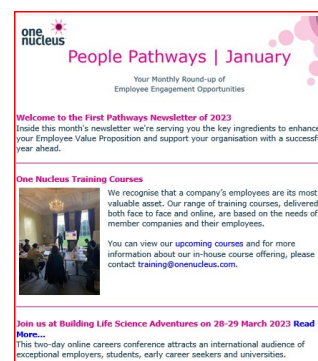 one
nucleus
People Pathways | January
Your Monthly Round-up of
Employee Engagement Opportunities
Welcome to the First Pathways Newsletter of 2023
Inside this month's newsletter we're serving you the key ingredients to enhance
your Employee Value Proposition and support your organisation with a successf
year ahead.
One Nucleus Training Courses
We recognise that a company's employees are its most
valuable asset. Our range of training courses, delivered
both face to face and online, are based on the needs of
member companies and their employees.
You can view our upcoming courses and for more
information about our in-house course offering, please
contact training@onenucleus.com.
Join us at Building Life Science Adventures on 28-29 March 2023 Read
More...
This two-day online careers conference attracts an international audience of
exceptional employers, students, early career seekers and universities.